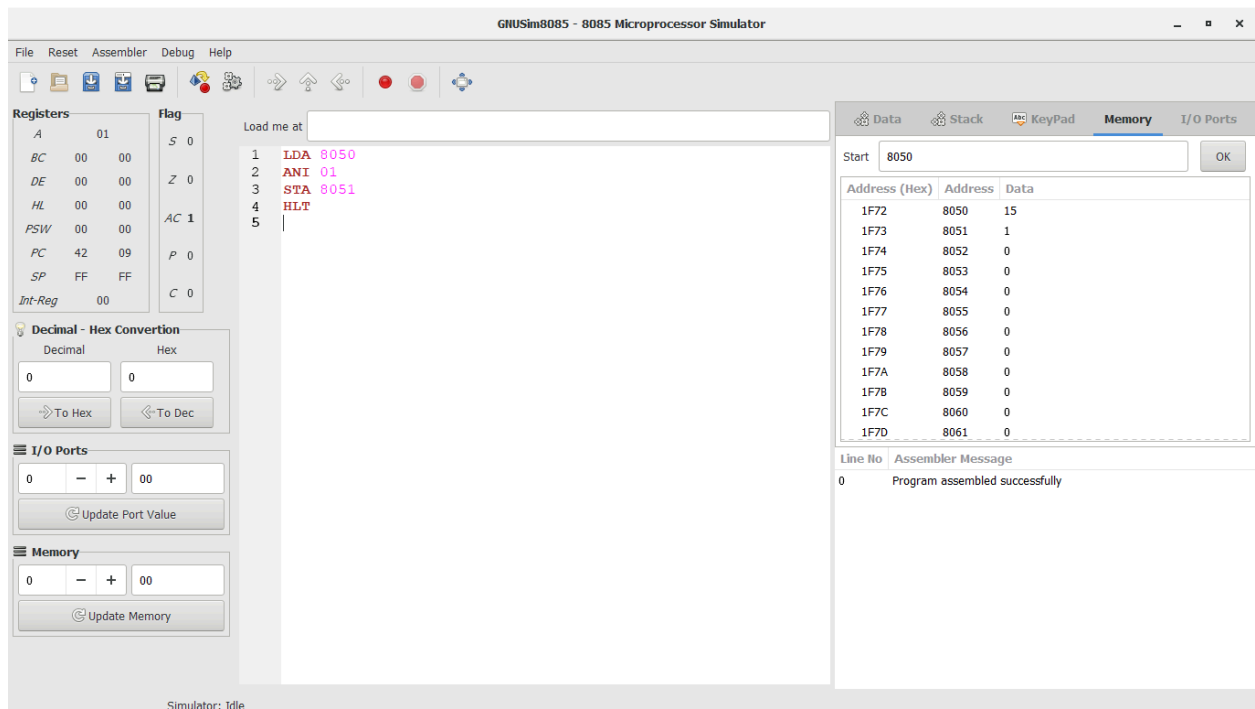 GNUSim8085 - 8085 Microprocessor Simulator
File Reset Assembler Debug Help
Registers
A 01
BC 00 00
DE 00 00
HL 00 00
PSW 00 00
PC 42 09
SP FF FF
Int-Reg 00
Flag
S 0
Z 0
AC 1
P 0
C 0
Decimal - Hex Convertion
Decimal Hex
0 0
To Hex To Dec
I/O Ports
0 − + 00
Update Port Value
Memory
0 − + 00
Update Memory
Load me at
1 LDA 8050
2 ANI 01
3 STA 8051
4 HLT
5
Data Stack Abc KeyPad Memory I/O Ports
Start 8050 OK
Address (Hex) Address Data
1F72 8050 15
1F73 8051 1
1F74 8052 0
1F75 8053 0
1F76 8054 0
1F77 8055 0
1F78 8056 0
1F79 8057 0
1F7A 8058 0
1F7B 8059 0
1F7C 8060 0
1F7D 8061 0
Line No Assembler Message
0 Program assembled successfully
Simulator: Idle